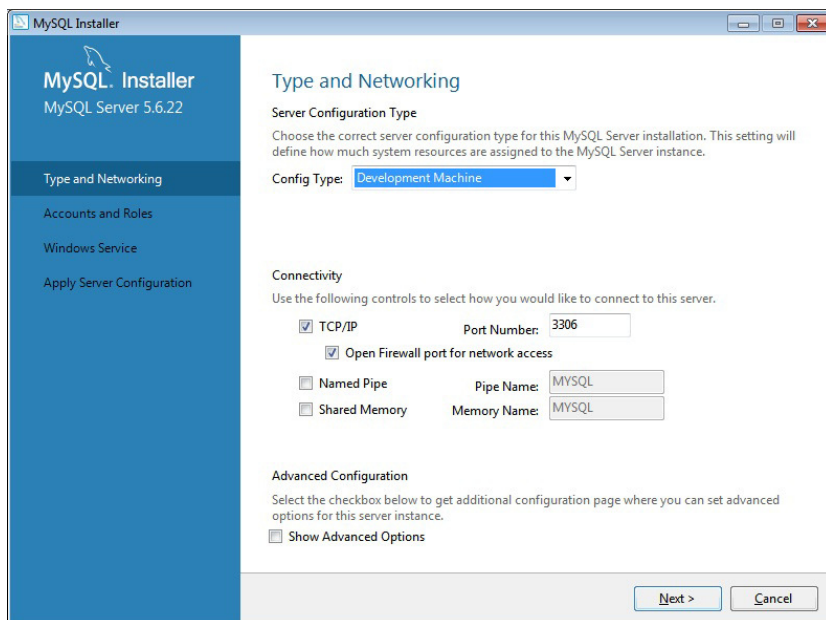 MySQL Installer
MySQL. Installer
MySQL Server 5.6.22
Type and Networking
Accounts and Roles
Windows Service
Apply Server Configuration
Type and Networking
Server Configuration Type
Choose the correct server configuration type for this MySQL Server installation. This setting will
define how much system resources are assigned to the MySQL Server instance.
Config Type: Development Machine
Connectivity
Use the following controls to select how you would like to connect to this server.
TCP/IP Port Number: 3306
Open Firewall port for network access
Named Pipe Pipe Name: MYSQL
Shared Memory Memory Name: MYSQL
Advanced Configuration
Select the checkbox below to get additional configuration page where you can set advanced
options for this server instance.
Show Advanced Options
Next > Cancel